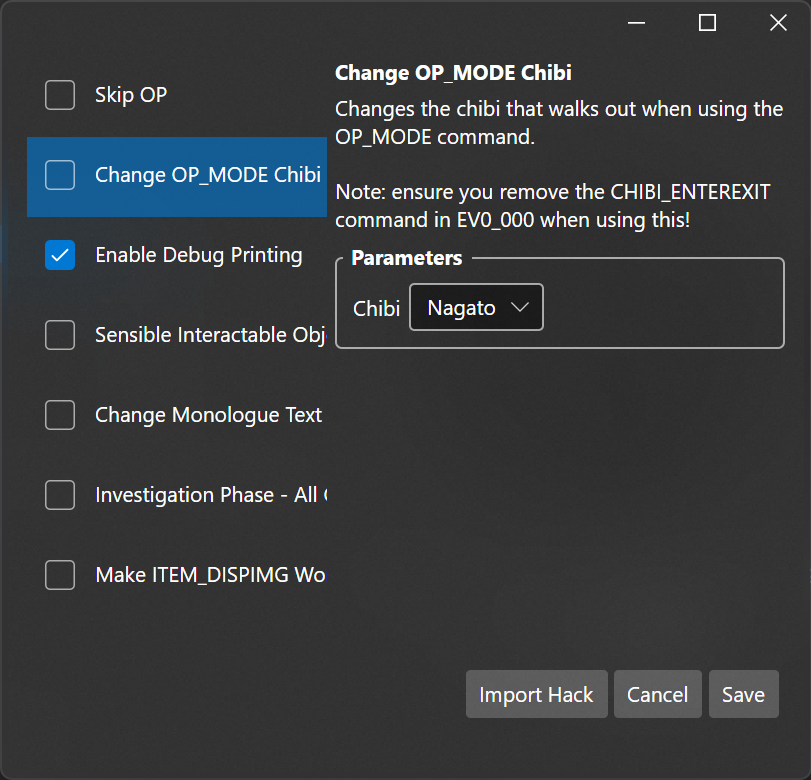 Skip OP
Change OP_MODE Chibi
Enable Debug Printing
Sensible Interactable Obj
Change Monologue Text
Investigation Phase - All
Make ITEM_DISPIMG Wo
Change OP_MODE Chibi
Changes the chibi that walks out when using the
OP_MODE command.
Note: ensure you remove the CHIBI_ENTEREXIT
command in EV0_000 when using this!
Parameters
Chibi Nagato
Import Hack Cancel Save